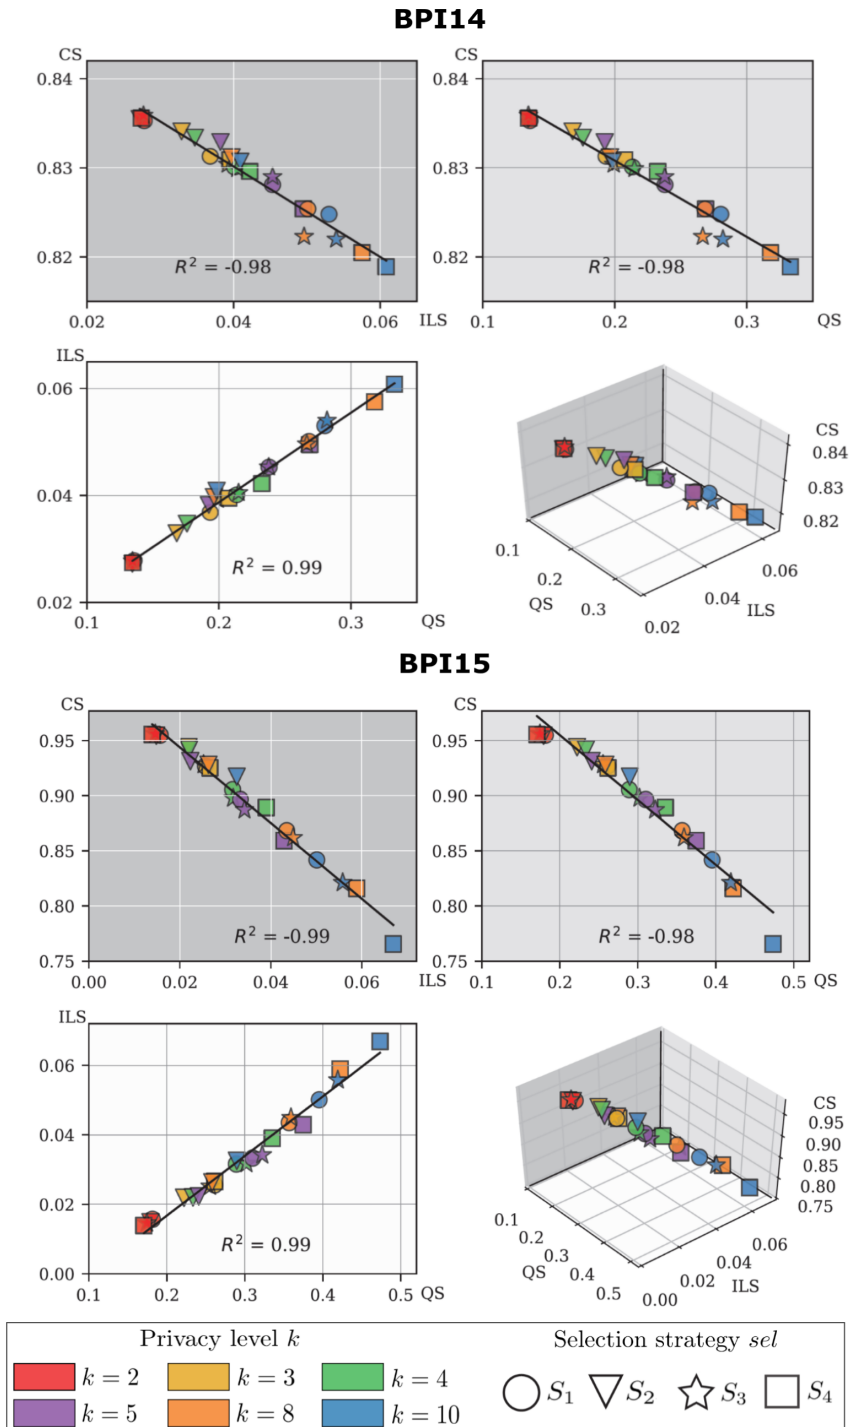 BPI14
CS
CS
0.84
0.84
0.83
0.83
0.82
0.82
R² = -0.98
R² = -0.98
0.02
0.04
0.06
ILS
0.1
0.2
0.3
QS
ILS
0.06
0.04
0.02
R² = 0.99
0.1
0.2
0.3
QS
CS
0.84
0.83
0.82
0.1
0.2
QS
0.3
0.02
0.04
ILS
0.06
BPI15
CS
CS
0.95
0.95
0.90
0.90
0.85
0.85
0.80
0.80
R² = -0.99
R² = -0.98
0.75
0.75
0.00
0.02
0.04
0.06
ILS
0.1
0.2
0.3
0.4
0.5
QS
ILS
0.06
0.04
0.02
0.00
R² = 0.99
0.1
0.2
0.3
0.4
0.5
QS
CS
0.95
0.90
0.85
0.80
0.75
0.1
0.2
0.3
QS
0.4
0.5
0.00
0.02
ILS
0.04
0.06
Privacy level k
Selection strategy sel
k = 2
k = 3
k = 4
k = 5
k = 8
k = 10
S₁
S₂
S₃
S₄